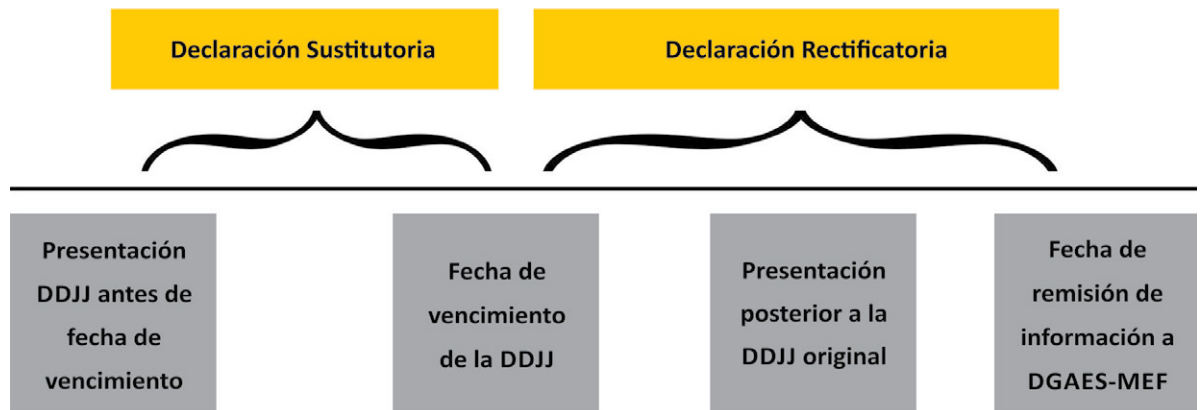 Declaración Sustitutoria
Declaración Rectificatoria
Presentación
DDJJ antes de
fecha de
vencimiento
Fecha de
vencimiento
de la DDJJ
Presentación
posterior a la
DDJJ original
Fecha de
remisión de
información a
DGAES-MEF